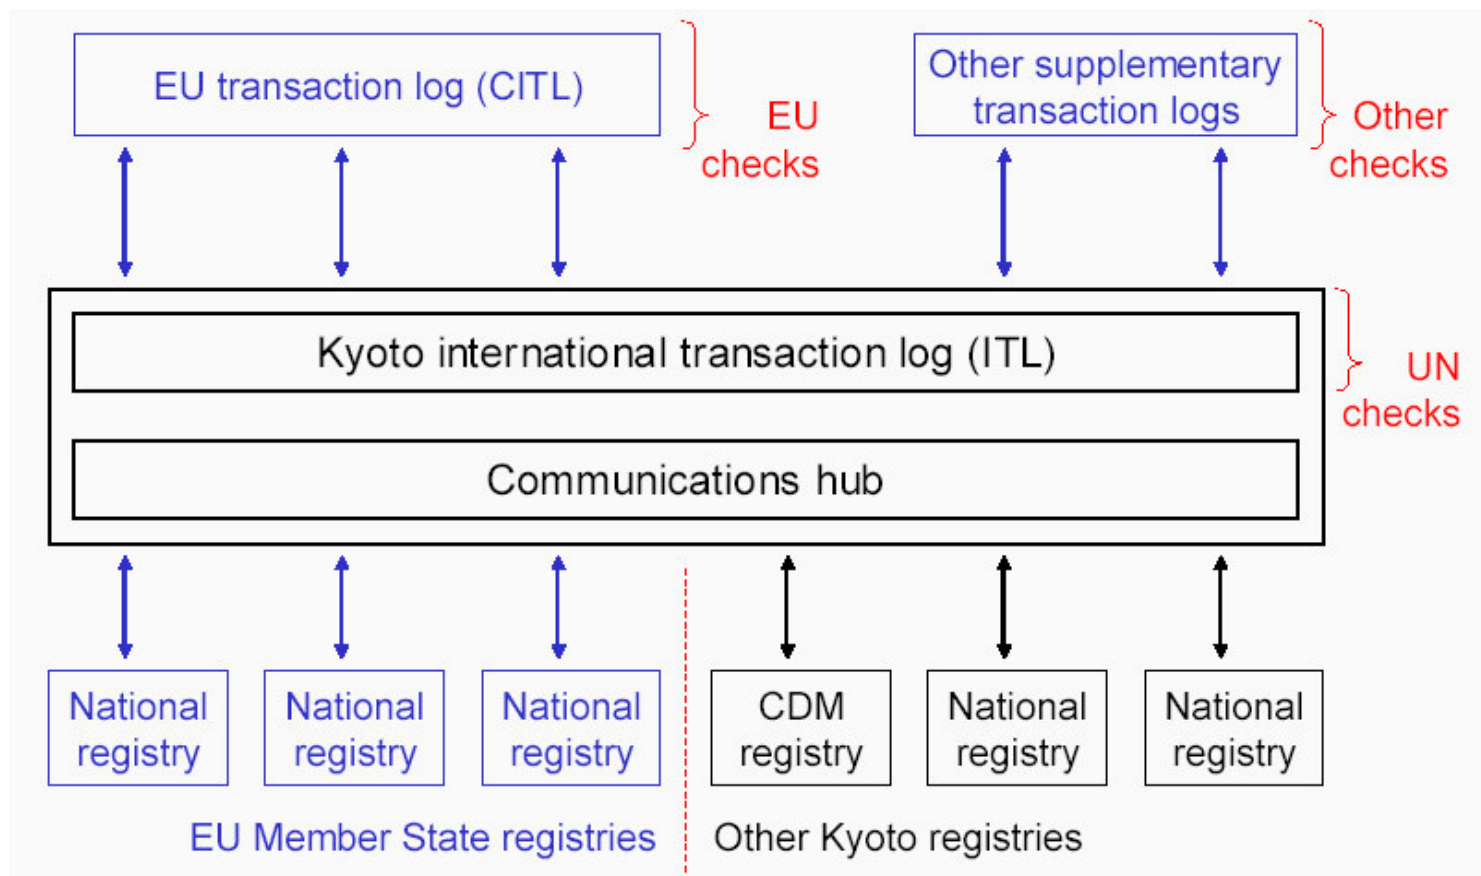 EU transaction log (CITL)
EU
checks
Other supplementary
transaction logs
Other
checks
Kyoto international transaction log (ITL)
UN
checks
Communications hub
National
registry
National
registry
National
registry
CDM
registry
National
registry
National
registry
EU Member State registries
Other Kyoto registries